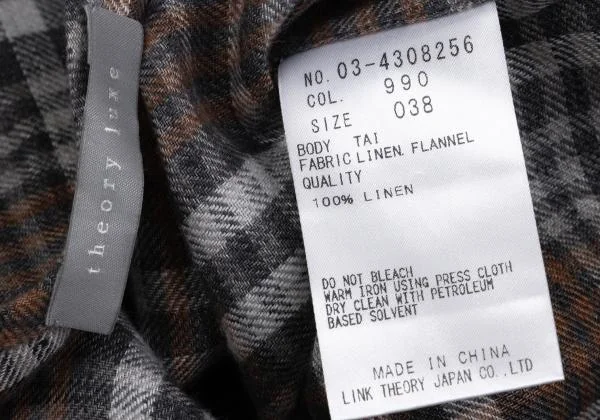 theory luxe
NO. 03-4308256
COL. 990
SIZE 038
BODY TAI
FABRIC LINEN. FLANNEL
QUALITY
100% LINEN
DO NOT BLEACH
WARM IRON USING PRESS CLOTH
DRY CLEAN WITH PETROLEUM
BASED SOLVENT
MADE IN CHINA
LINK THEORY JAPAN CO.,LTD